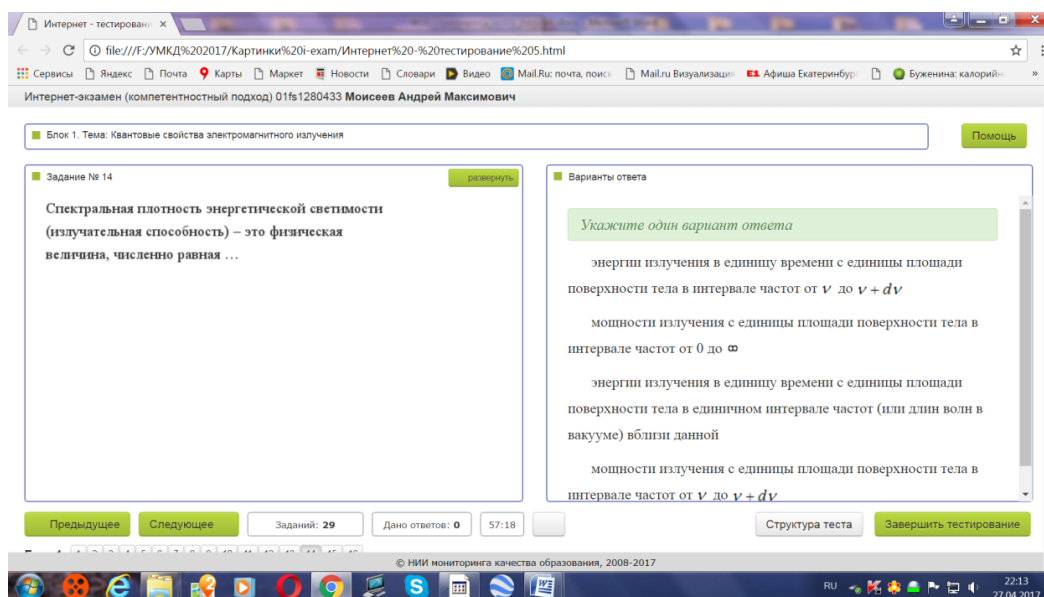 Интернет - тестировани
file:///F:/УМКД%202017/Картинки%20i-exam/Интернет%20-%20тестирование%205.html
Сервисы Яндекс Почта Карты Маркет Новости Словари Видео Mail.Ru: почта, поиск Mail.ru Визуализация E1 Афиша Екатеринбург Буженина: калорийн »
Интернет-экзамен (компетентностный подход) 01fs1280433 Моисеев Андрей Максимович
Блок 1. Тема: Квантовые свойства электромагнитного излучения
Помощь
Задание № 14
развернуть
Спектральная плотность энергетической светимости
(излучательная способность) – это физическая
величина, численно равная …
Варианты ответа
Укажите один вариант ответа
энергии излучения в единицу времени с единицы площади
поверхности тела в интервале частот от ν до ν + dν
мощности излучения с единицы площади поверхности тела в
интервале частот от 0 до ∞
энергии излучения в единицу времени с единицы площади
поверхности тела в единичном интервале частот (или длин волн в
вакууме) вблизи данной
мощности излучения с единицы площади поверхности тела в
интервале частот от ν до ν + dν
Предыдущее Следующее Заданий: 29 Дано ответов: 0 57:18 Структура теста Завершить тестирование
© НИИ мониторинга качества образования, 2008-2017
RU 22:13
27.04.2017